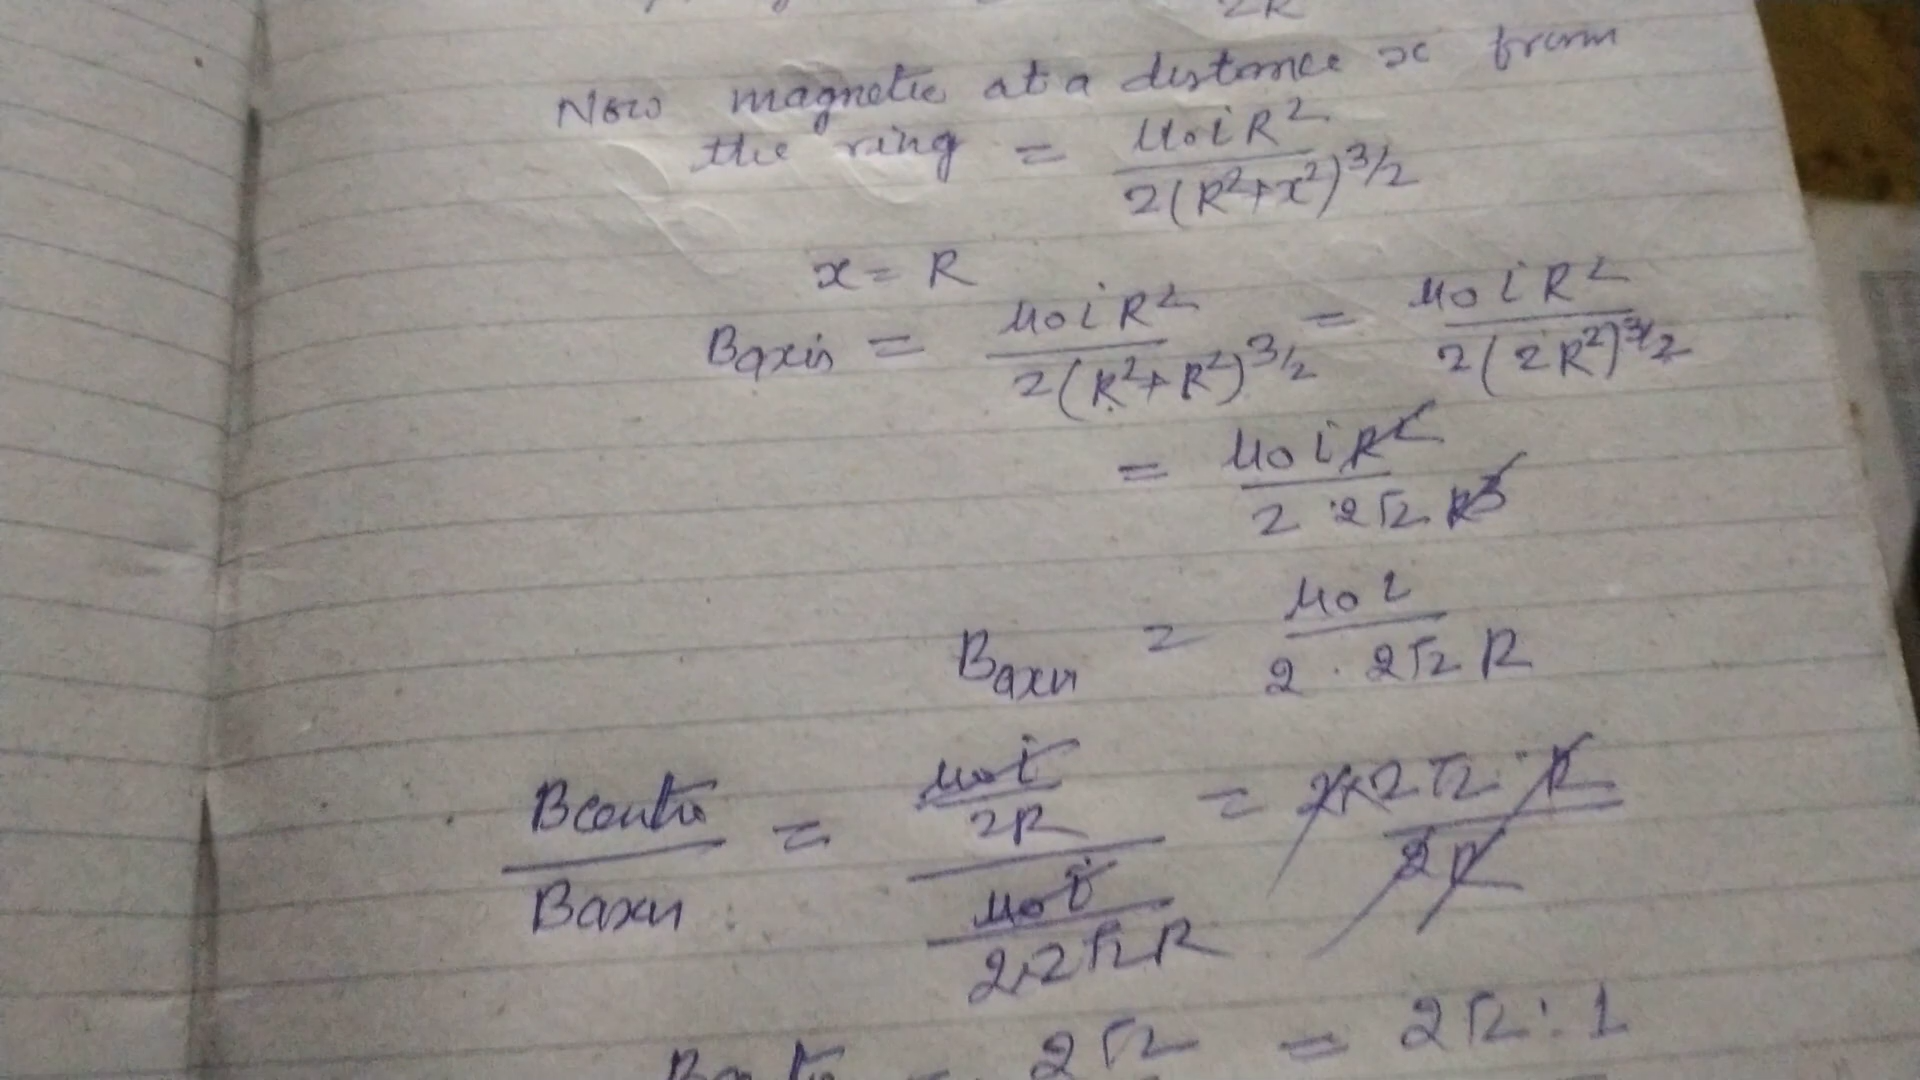 2R
Now magnetic at a distance x from
the ring = μ0iR² / 2(R²+x²)^3/2
x = R
Baxis = μ0iR² / 2(R²+R²)^3/2 = μ0iR² / 2(2R²)^3/2
= μ0iR² / 2·2√2 R³
Baxis = μ0i / 2·2√2 R
Bcentre / Baxis = (μ0i / 2R) / (μ0i / 2·2√2R) = 2×2√2·R / 2R
= 2√2 = 2√2 : 1